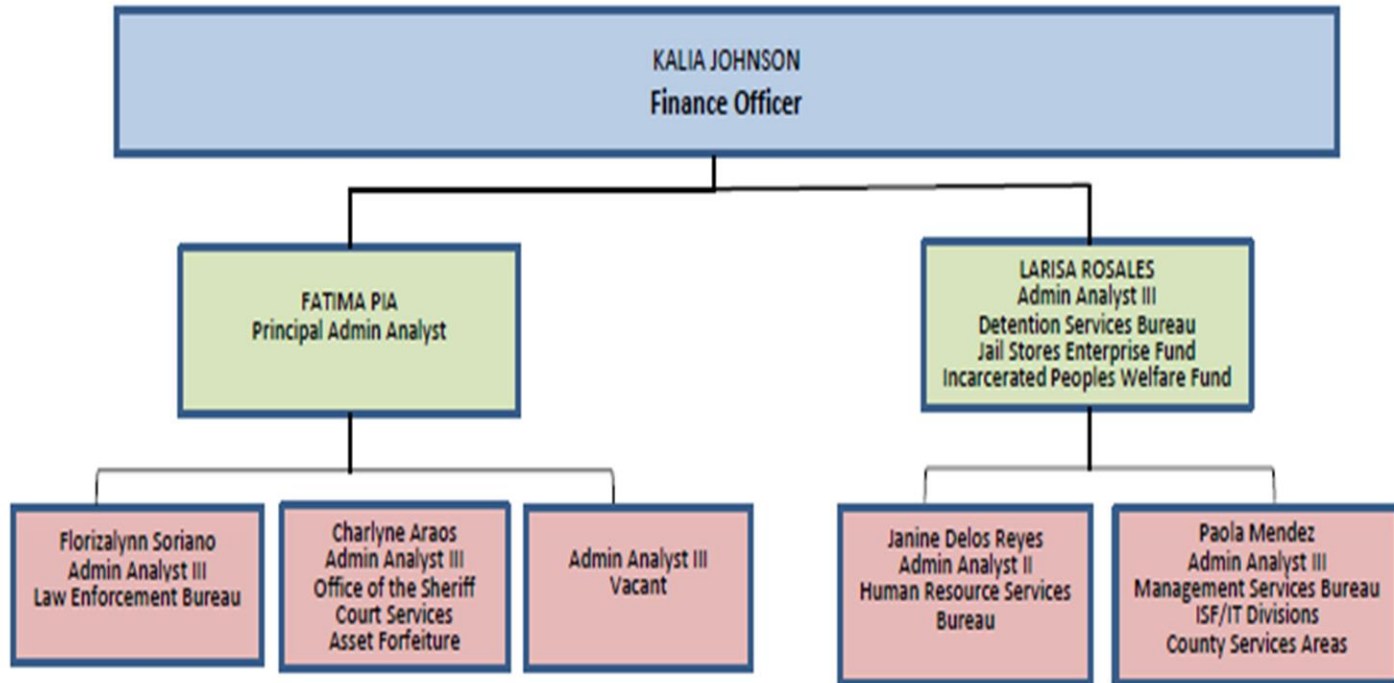 KALIA JOHNSON
Finance Officer
FATIMA PIA
Principal Admin Analyst
LARISA ROSALES
Admin Analyst III
Detention Services Bureau
Jail Stores Enterprise Fund
Incarcerated Peoples Welfare Fund
Florizalynn Soriano
Admin Analyst III
Law Enforcement Bureau
Charlyne Araos
Admin Analyst III
Office of the Sheriff
Court Services
Asset Forfeiture
Admin Analyst III
Vacant
Janine Delos Reyes
Admin Analyst II
Human Resource Services
Bureau
Paola Mendez
Admin Analyst III
Management Services Bureau
ISF/IT Divisions
County Services Areas